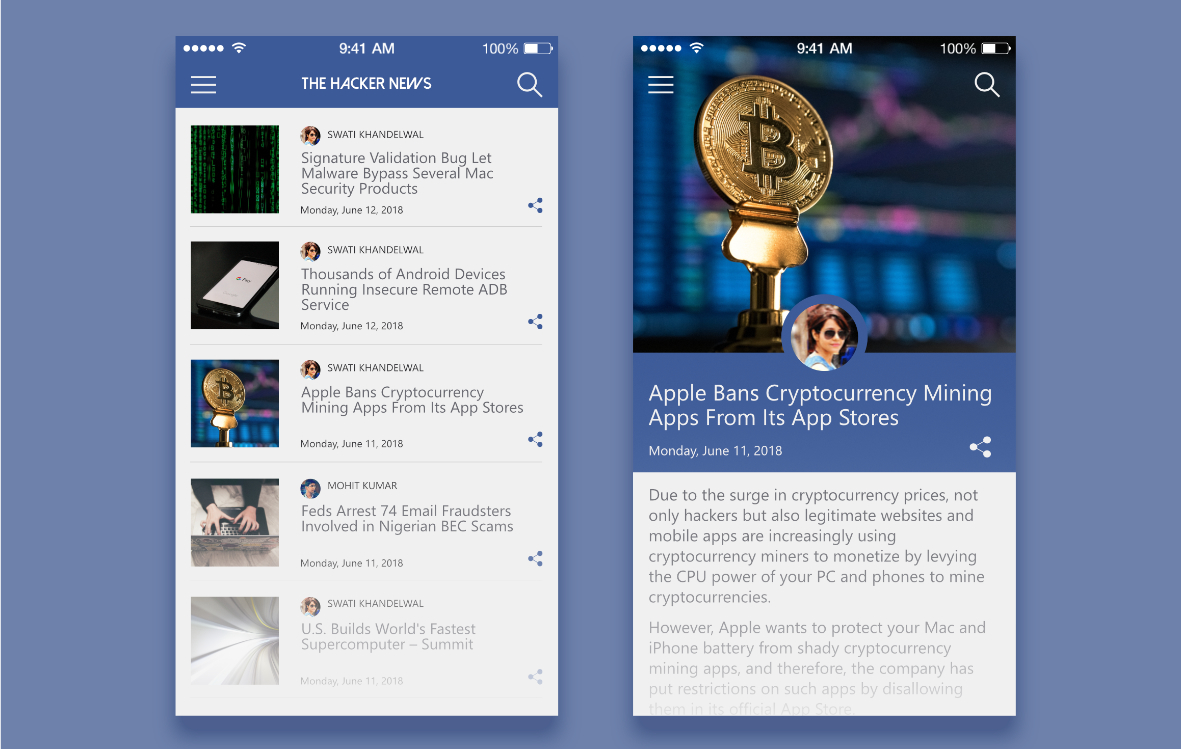 9:41 AM 100%
THE HACKER NEWS
SWATI KHANDELWAL
Signature Validation Bug Let
Malware Bypass Several Mac
Security Products
Monday, June 12, 2018
SWATI KHANDELWAL
Thousands of Android Devices
Running Insecure Remote ADB
Service
Monday, June 12, 2018
SWATI KHANDELWAL
Apple Bans Cryptocurrency
Mining Apps From Its App Stores
Monday, June 11, 2018
MOHIT KUMAR
Feds Arrest 74 Email Fraudsters
Involved in Nigerian BEC Scams
Monday, June 11, 2018
SWATI KHANDELWAL
U.S. Builds World's Fastest
Supercomputer – Summit
Monday, June 11, 2018
9:41 AM 100%
Apple Bans Cryptocurrency Mining
Apps From Its App Stores
Monday, June 11, 2018
Due to the surge in cryptocurrency prices, not
only hackers but also legitimate websites and
mobile apps are increasingly using
cryptocurrency miners to monetize by levying
the CPU power of your PC and phones to mine
cryptocurrencies.
However, Apple wants to protect your Mac and
iPhone battery from shady cryptocurrency
mining apps, and therefore, the company has
put restrictions on such apps by disallowing
them in its official App Store.